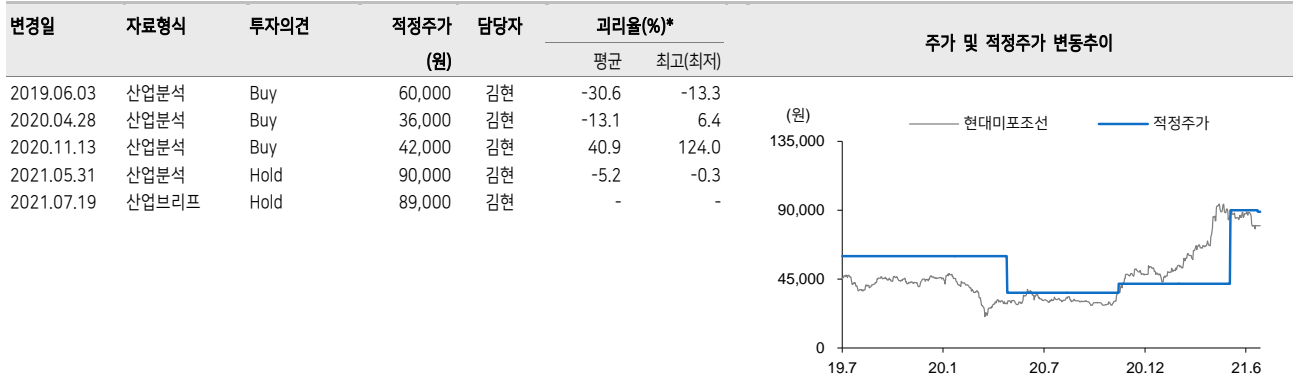 변경일 자료형식 투자의견 적정주가 담당자 괴리율(%)* 주가 및 적정주가 변동추이
(원) 평균 최고(최저)
2019.06.03 산업분석 Buy 60,000 김현 -30.6 -13.3
2020.04.28 산업분석 Buy 36,000 김현 -13.1 6.4
2020.11.13 산업분석 Buy 42,000 김현 40.9 124.0
2021.05.31 산업분석 Hold 90,000 김현 -5.2 -0.3
2021.07.19 산업브리프 Hold 89,000 김현 - -
(원) 현대미포조선 적정주가
135,000
90,000
45,000
0
19.7 20.1 20.7 20.12 21.6